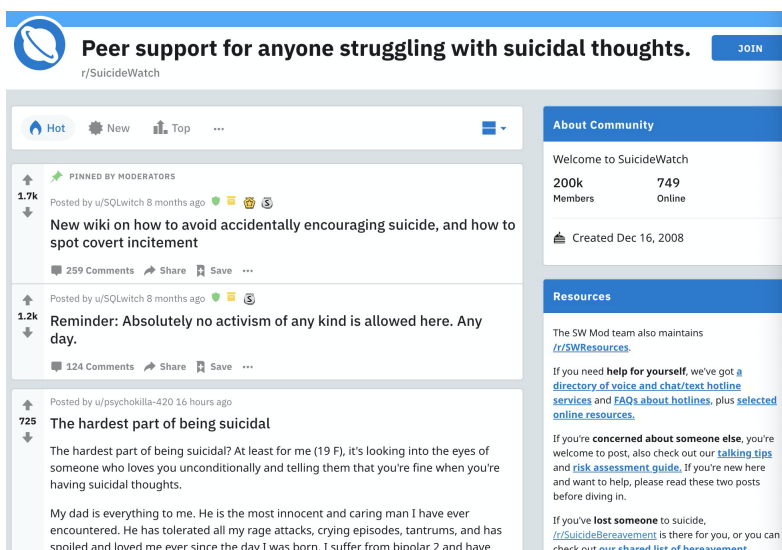 Peer support for anyone struggling with suicidal thoughts.
JOIN
r/SuicideWatch
Hot
New
Top
PINNED BY MODERATORS
1.7k
Posted by u/SQLwitch 8 months ago
New wiki on how to avoid accidentally encouraging suicide, and how to
spot covert incitement
259 Comments Share Save
Posted by u/SQLwitch 8 months ago
1.2k
Reminder: Absolutely no activism of any kind is allowed here. Any
day.
124 Comments Share Save
Posted by u/psychokilla-420 16 hours ago
725
The hardest part of being suicidal
The hardest part of being suicidal? At least for me (19 F), it's looking into the eyes of
someone who loves you unconditionally and telling them that you're fine when you're
having suicidal thoughts.
My dad is everything to me. He is the most innocent and caring man I have ever
encountered. He has tolerated all my rage attacks, crying episodes, tantrums, and has
spoiled and loved me ever since the day I was born. I suffer from bipolar 2 and have
About Community
Welcome to SuicideWatch
200k 749
Members Online
Created Dec 16, 2008
Resources
The SW Mod team also maintains
/r/SWResources.
If you need help for yourself, we've got a
directory of voice and chat/text hotline
services and FAQs about hotlines, plus selected
online resources.
If you're concerned about someone else, you're
welcome to post, also check out our talking tips
and risk assessment guide. If you're new here
and want to help, please read these two posts
before diving in.
If you've lost someone to suicide,
/r/SuicideBereavement is there for you, or you can
check out our shared list of bereavement